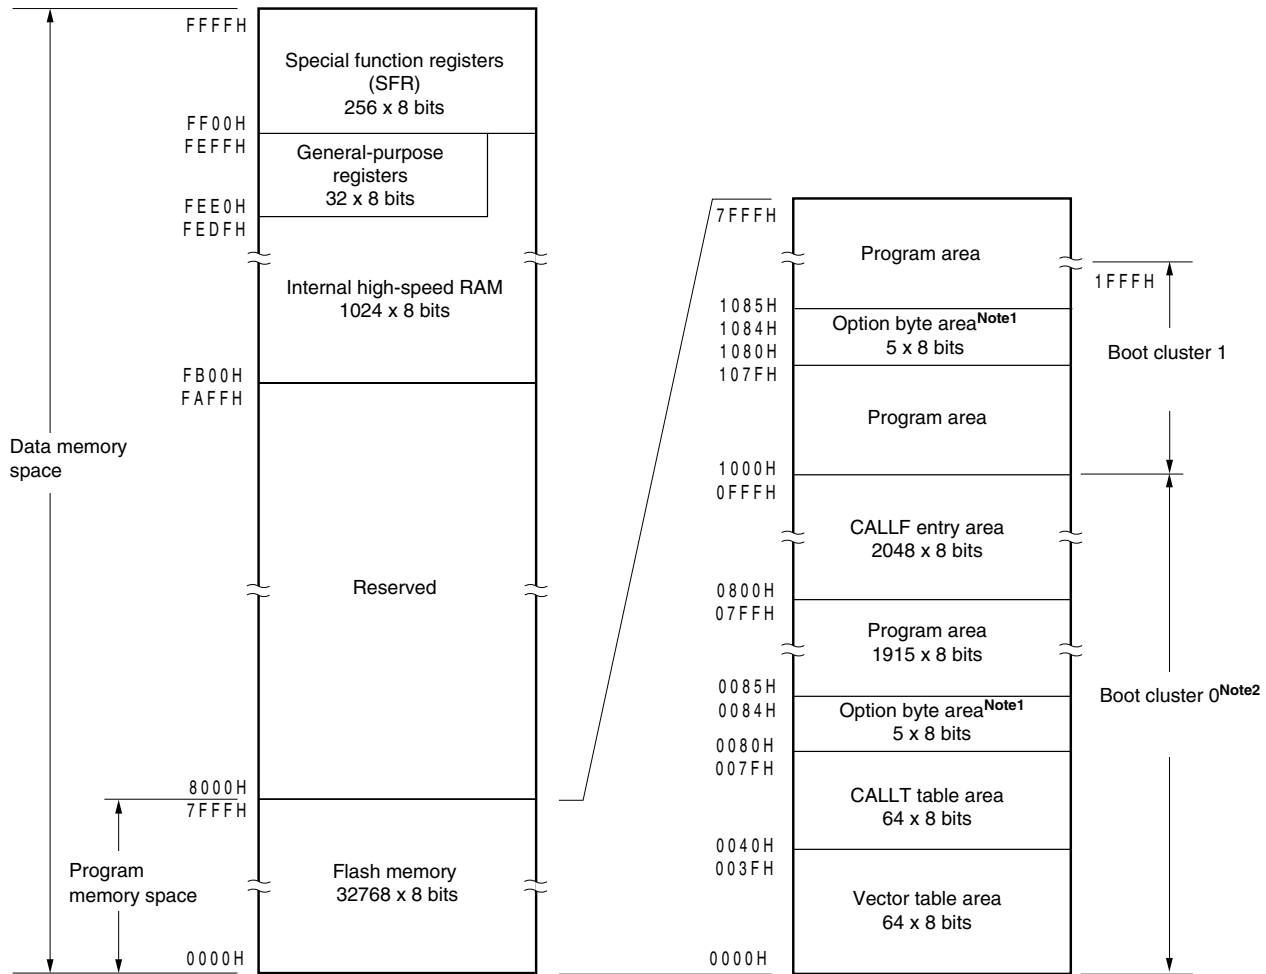 FFFFH
Special function registers
(SFR)
256 x 8 bits
FF00H
FEFFH
General-purpose
registers
32 x 8 bits
FEE0H
FEDFH
Internal high-speed RAM
1024 x 8 bits
FB00H
FAFFH
Data memory
space
Reserved
8000H
7FFFH
Program
memory space
Flash memory
32768 x 8 bits
0000H
7FFFH
Program area
1FFFH
1085H
1084H
Option byte areaNote1
5 x 8 bits
1080H
107FH
Boot cluster 1
Program area
1000H
0FFFH
CALLF entry area
2048 x 8 bits
0800H
07FFH
Program area
1915 x 8 bits
0085H
0084H
Option byte areaNote1
5 x 8 bits
Boot cluster 0Note2
0080H
007FH
CALLT table area
64 x 8 bits
0040H
003FH
Vector table area
64 x 8 bits
0000H